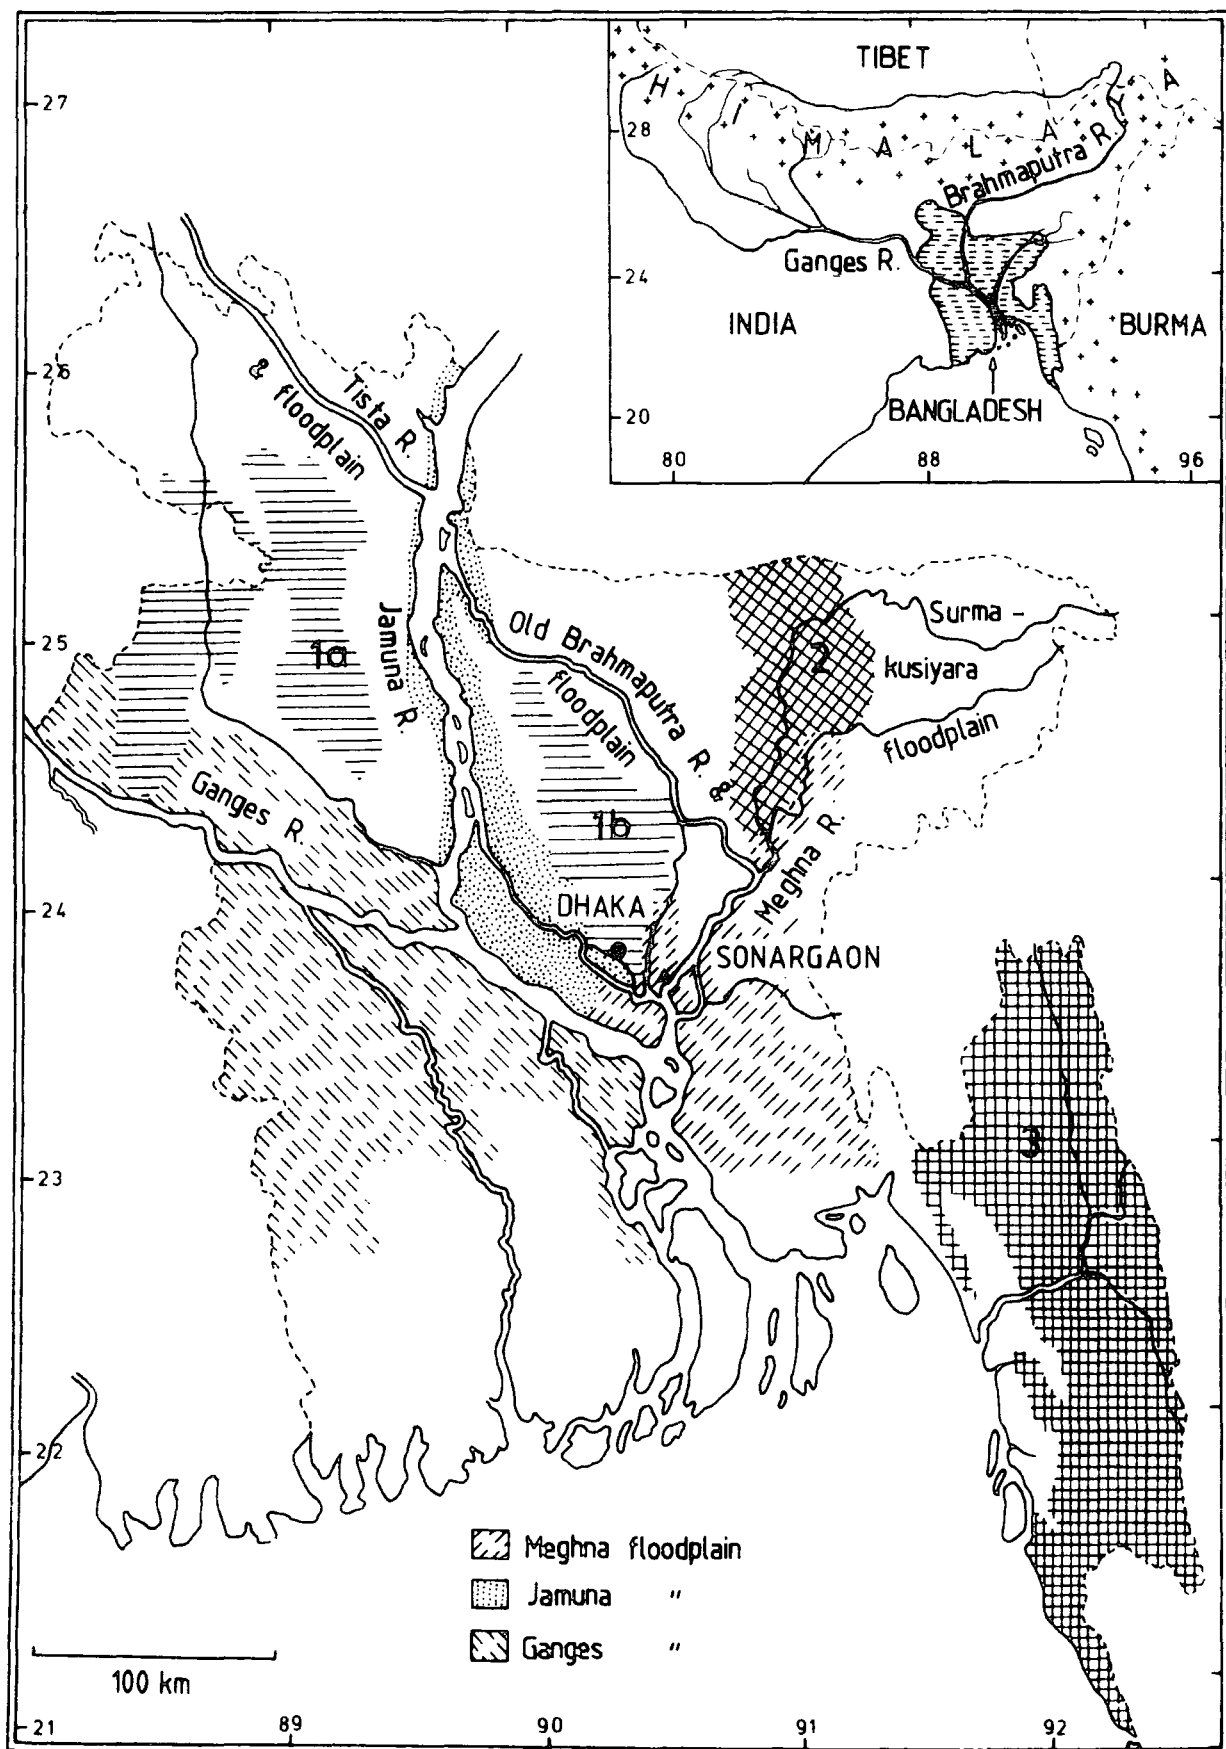 TIBET
H I M A L A Y A
28
Brahmaputra R.
Ganges R.
24
INDIA
BURMA
BANGLADESH
20
80 88 96
27
26
Tista R.
& floodplain
25
1a
Jamuna R.
Old Brahmaputra R. &
floodplain
2
Surma -
kusiyara
floodplain
Ganges R.
1b
Meghna R.
24
DHAKA
SONARGAON
3
23
22
Meghna floodplain
Jamuna "
Ganges "
100 km
21
89 90 91 92